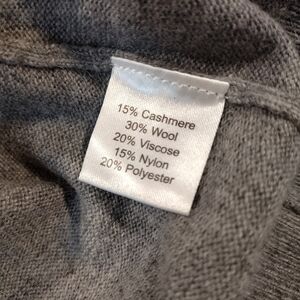 15% Cashmere
30% Wool
20% Viscose
15% Nylon
20% Polyester